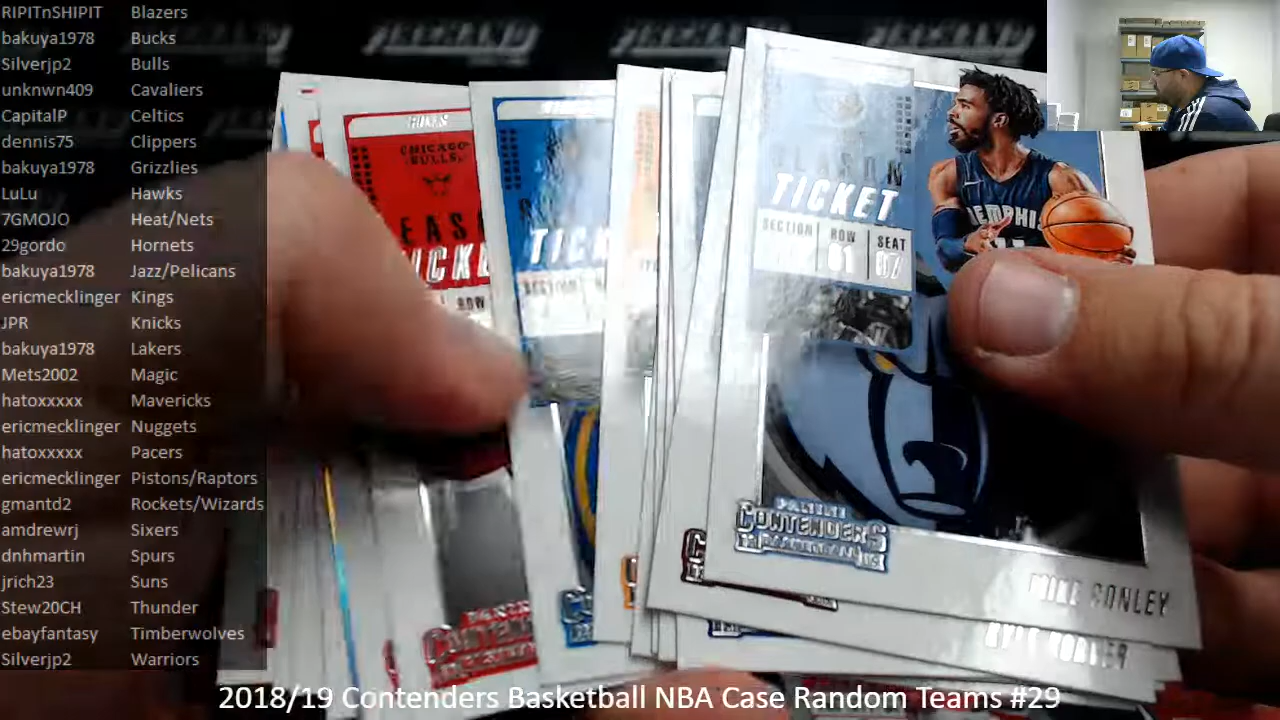 RIPITnSHIPIT Blazers
bakuya1978 Bucks
Silverjp2 Bulls
unknwn409 Cavaliers
CapitalP Celtics
dennis75 Clippers
bakuya1978 Grizzlies
LuLu Hawks
7GMOJO Heat/Nets
29gordo Hornets
bakuya1978 Jazz/Pelicans
ericmecklinger Kings
JPR Knicks
bakuya1978 Lakers
Mets2002 Magic
hatoxxxxx Mavericks
ericmecklinger Nuggets
hatoxxxxx Pacers
ericmecklinger Pistons/Raptors
gmantd2 Rockets/Wizards
amdrewrj Sixers
dnhmartin Spurs
jrich23 Suns
Stew20CH Thunder
ebayfantasy Timberwolves
Silverjp2 Warriors
CHICAGO
BULLS
TICKET
SECTION ROW SEAT
01 07
MEMPHIS
PANINI
CONTENDERS
MIKE CONLEY
2018/19 Contenders Basketball NBA Case Random Teams #29